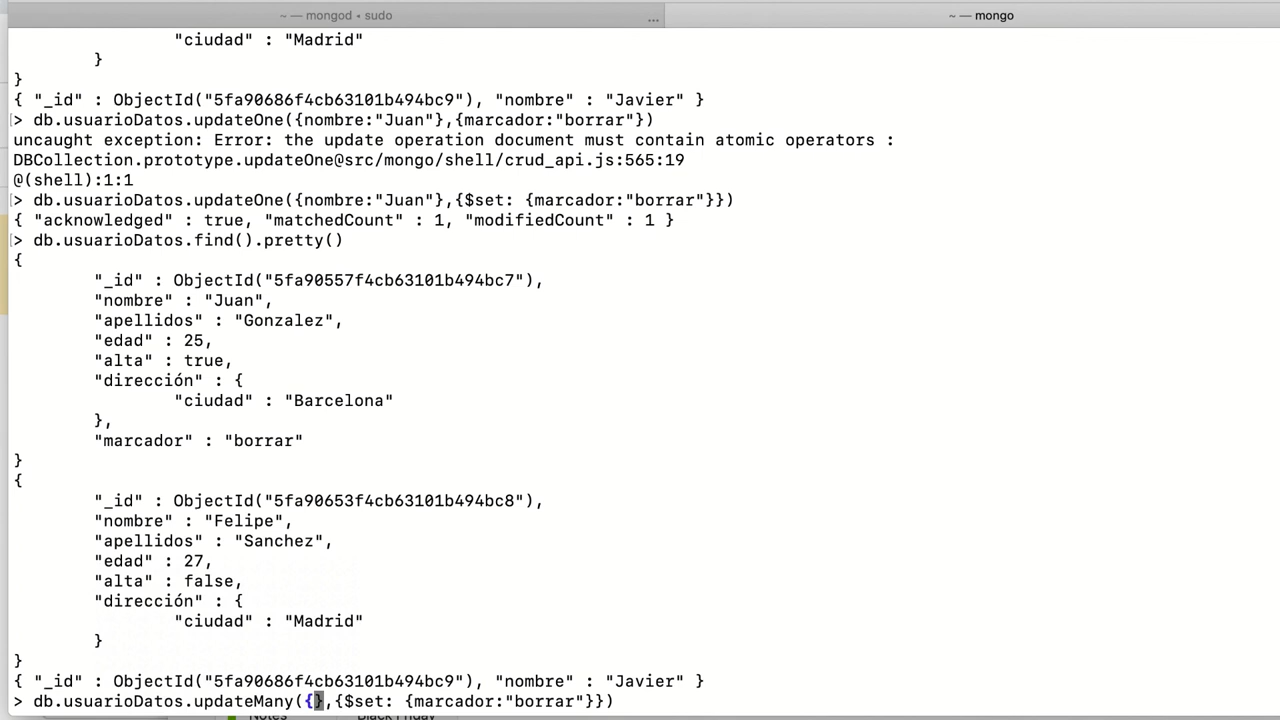 ~ — mongod • sudo
...
~ — mongo
"ciudad" : "Madrid"
}
}
{ "_id" : ObjectId("5fa90686f4cb63101b494bc9"), "nombre" : "Javier" }
[> db.usuarioDatos.updateOne({nombre:"Juan"},{marcador:"borrar"})
uncaught exception: Error: the update operation document must contain atomic operators :
DBCollection.prototype.updateOne@src/mongo/shell/crud_api.js:565:19
@(shell):1:1
[> db.usuarioDatos.updateOne({nombre:"Juan"},{$set: {marcador:"borrar"}})
{ "acknowledged" : true, "matchedCount" : 1, "modifiedCount" : 1 }
[> db.usuarioDatos.find().pretty()
{
"_id" : ObjectId("5fa90557f4cb63101b494bc7"),
"nombre" : "Juan",
"apellidos" : "Gonzalez",
"edad" : 25,
"alta" : true,
"dirección" : {
"ciudad" : "Barcelona"
},
"marcador" : "borrar"
}
{
"_id" : ObjectId("5fa90653f4cb63101b494bc8"),
"nombre" : "Felipe",
"apellidos" : "Sanchez",
"edad" : 27,
"alta" : false,
"dirección" : {
"ciudad" : "Madrid"
}
}
{ "_id" : ObjectId("5fa90686f4cb63101b494bc9"), "nombre" : "Javier" }
> db.usuarioDatos.updateMany({},{$set: {marcador:"borrar"}})
Notes
Black Friday